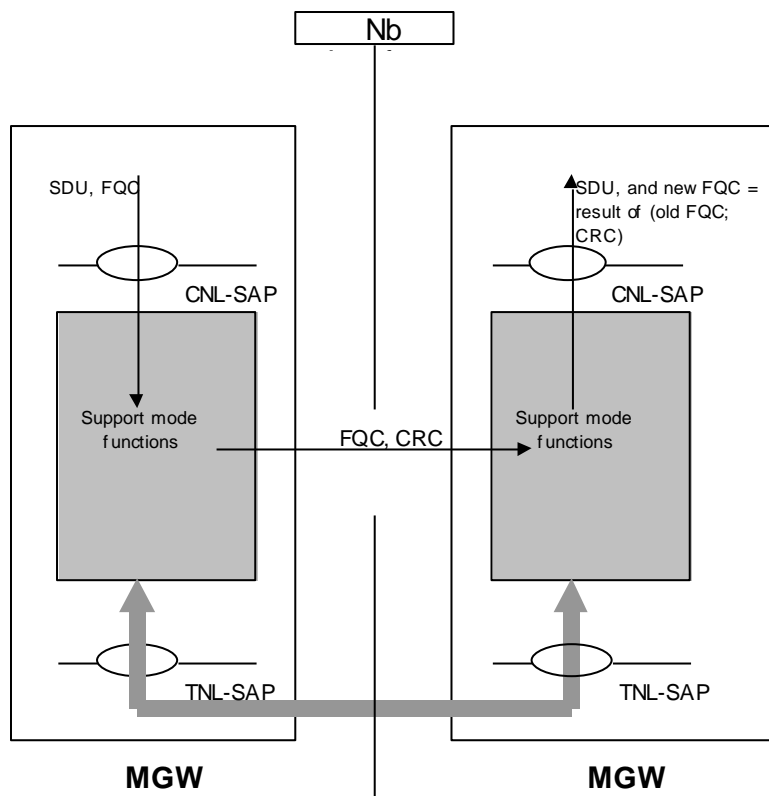 Nb
SDU, FQC
SDU, and new FQC =
result of (old FQC;
CRC)
CNL-SAP
CNL-SAP
Support mode
functions
Support mode
functions
FQC, CRC
TNL-SAP
TNL-SAP
MGW
MGW